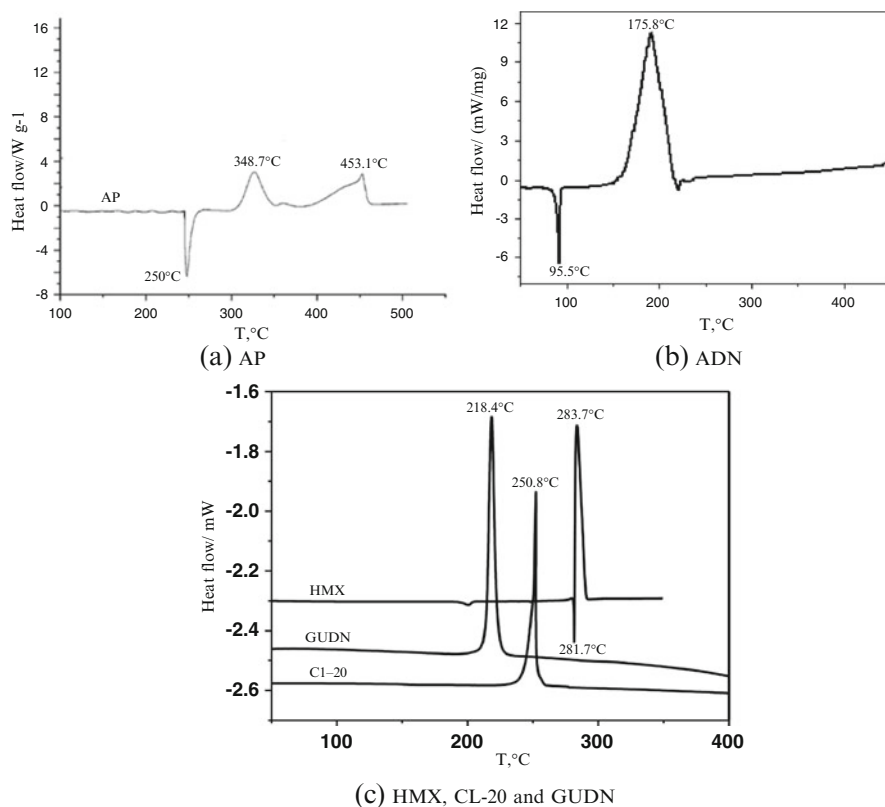 16
12
8
4
0
-4
-8
Heat flow/W g-1
AP
348.7°C
453.1°C
250°C
100 200 300 400 500
T,°C
(a) AP
12
9
6
3
0
-3
-6
Heat flow/ (mW/mg)
175.8°C
95.5°C
100 200 300 400
T,°C
(b) ADN
-1.6
-1.8
-2.0
-2.2
-2.4
-2.6
Heat flow/ mW
218.4°C
283.7°C
250.8°C
HMX
GUDN
281.7°C
C1–20
100 200 300 400
T,°C
(c) HMX, CL-20 and GUDN